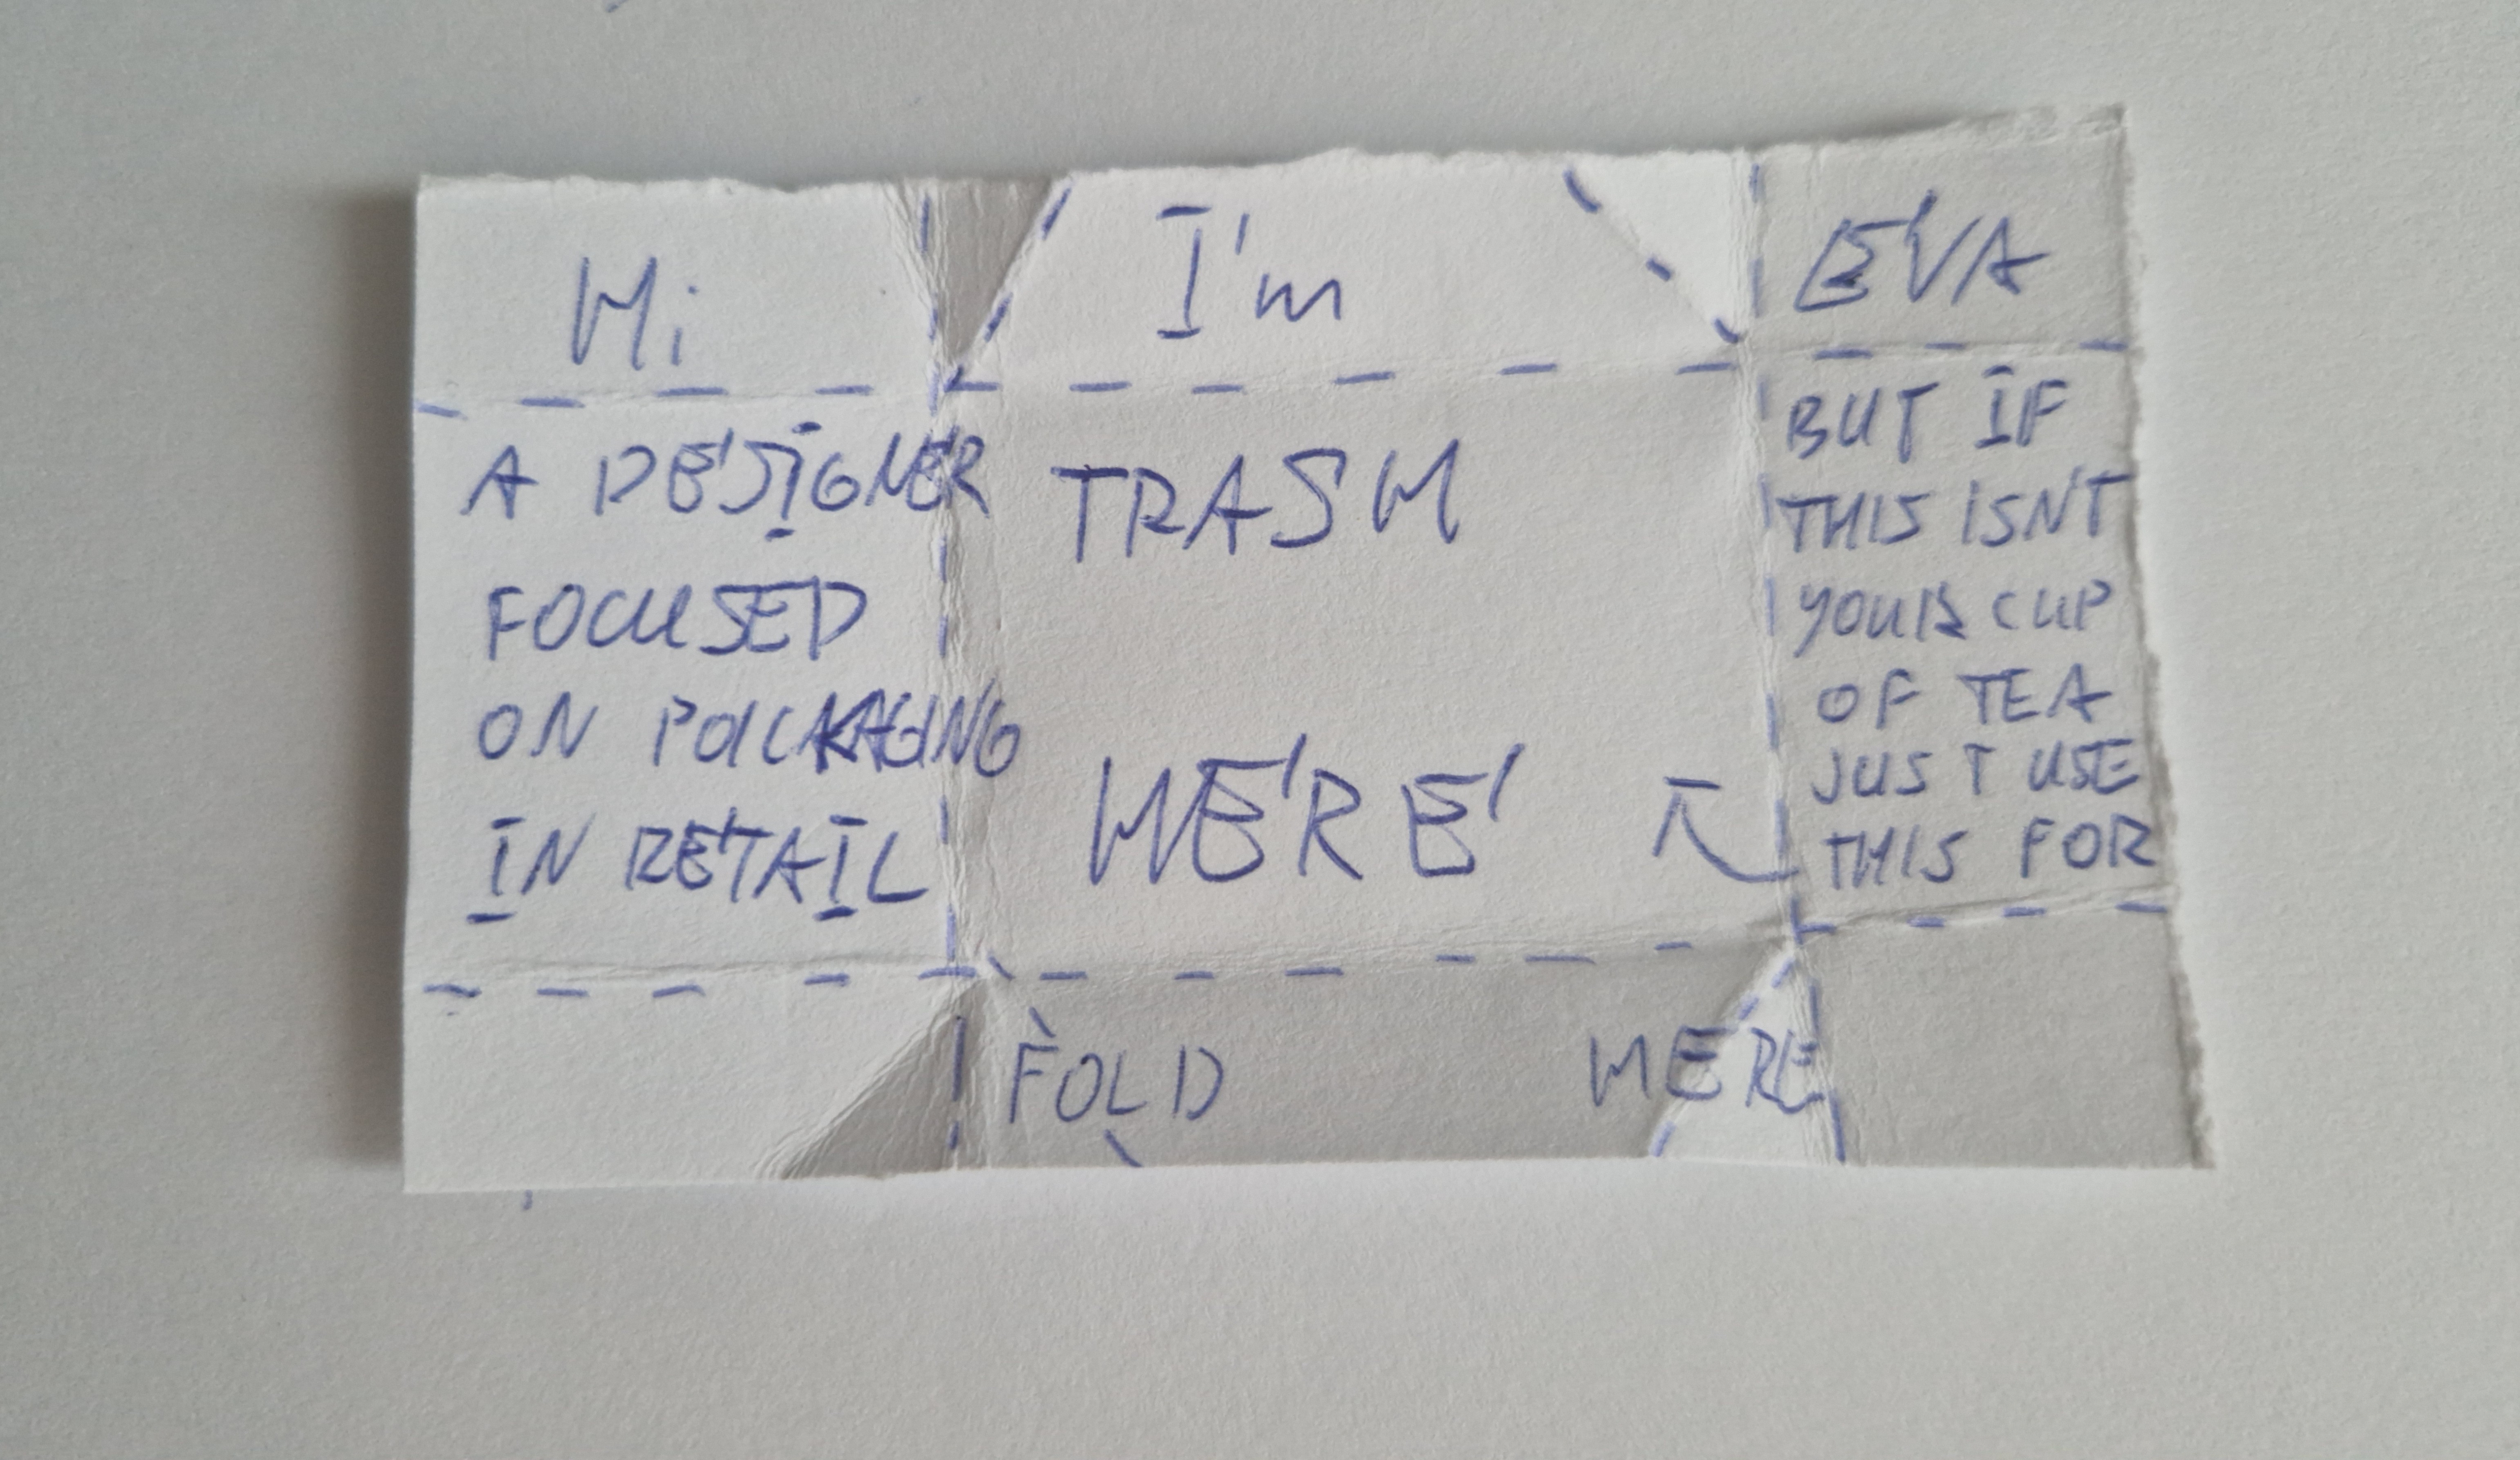 Hi
I'm
EVA
A DESIGNER
FOCUSED
ON PACKAGING
IN RETAIL
TRASH
HERE
BUT IF
THIS ISNT
YOUR CUP
OF TEA
JUST USE
THIS FOR
FOLD HERE